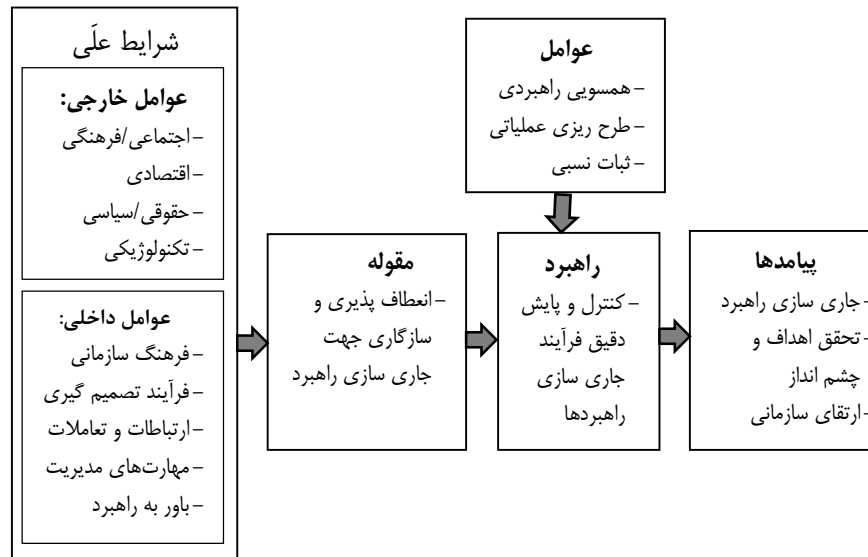 شرایط علَی
عوامل خارجی:
-اجتماعی/فرهنگی
-اقتصادی
-حقوقی/سیاسی
-تکنولوژیکی
عوامل داخلی:
-فرهنگ سازمانی
-فرآیند تصمیم گیری
-ارتباطات و تعاملات
-مهارت‌های مدیریت
-باور به راهبرد
مقوله
-انعطاف پذیری و
سازگاری جهت
جاری سازی راهبرد
عوامل
-همسویی راهبردی
-طرح ریزی عملیاتی
-ثبات نسبی
راهبرد
-کنترل و پایش
دقیق فرآیند
جاری سازی
راهبردها
پیامدها
-جاری سازی راهبرد
-تحقق اهداف و
چشم انداز
-ارتقای سازمانی